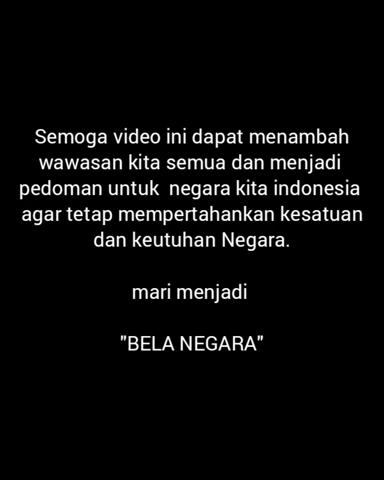 Semoga video ini dapat menambah
wawasan kita semua dan menjadi
pedoman untuk  negara kita indonesia
agar tetap mempertahankan kesatuan
dan keutuhan Negara.
mari menjadi
"BELA NEGARA"